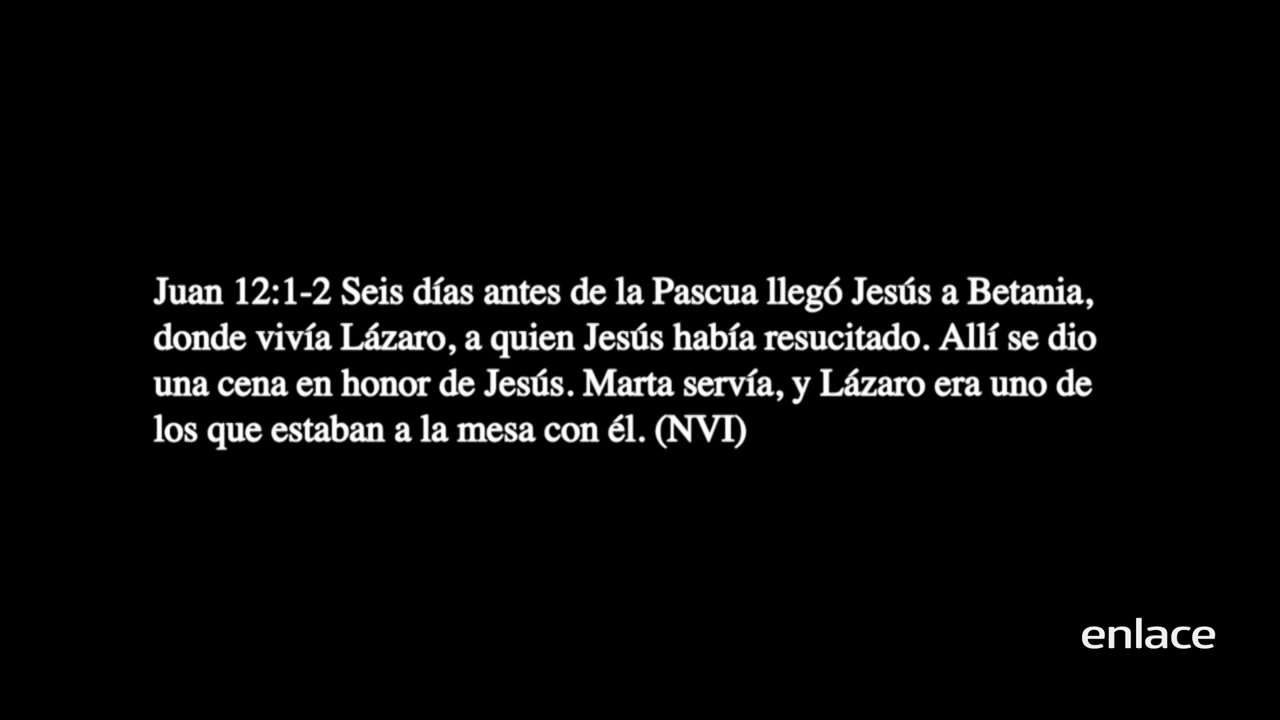 Juan 12:1-2 Seis días antes de la Pascua llegó Jesús a Betania,
donde vivía Lázaro, a quien Jesús había resucitado. Allí se dio
una cena en honor de Jesús. Marta servía, y Lázaro era uno de
los que estaban a la mesa con él. (NVI)
enlace